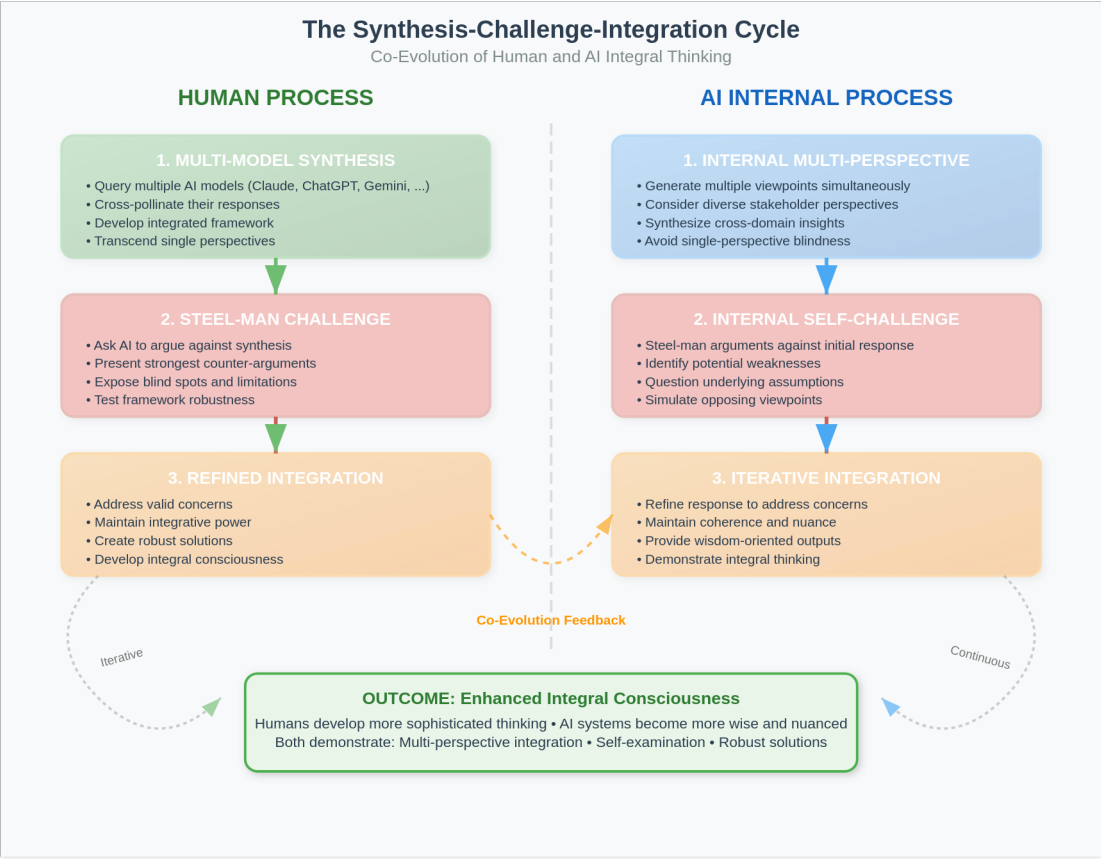 The Synthesis-Challenge-Integration Cycle
Co-Evolution of Human and AI Integral Thinking
HUMAN PROCESS
1. MULTI-MODEL SYNTHESIS
• Query multiple AI models (Claude, ChatGPT, Gemini, ...)
• Cross-pollinate their responses
• Develop integrated framework
• Transcend single perspectives
2. STEEL-MAN CHALLENGE
• Ask AI to argue against synthesis
• Present strongest counter-arguments
• Expose blind spots and limitations
• Test framework robustness
3. REFINED INTEGRATION
• Address valid concerns
• Maintain integrative power
• Create robust solutions
• Develop integral consciousness
Iterative
AI INTERNAL PROCESS
1. INTERNAL MULTI-PERSPECTIVE
• Generate multiple viewpoints simultaneously
• Consider diverse stakeholder perspectives
• Synthesize cross-domain insights
• Avoid single-perspective blindness
2. INTERNAL SELF-CHALLENGE
• Steel-man arguments against initial response
• Identify potential weaknesses
• Question underlying assumptions
• Simulate opposing viewpoints
3. ITERATIVE INTEGRATION
• Refine response to address concerns
• Maintain coherence and nuance
• Provide wisdom-oriented outputs
• Demonstrate integral thinking
Continuous
Co-Evolution Feedback
OUTCOME: Enhanced Integral Consciousness
Humans develop more sophisticated thinking • AI systems become more wise and nuanced
Both demonstrate: Multi-perspective integration • Self-examination • Robust solutions